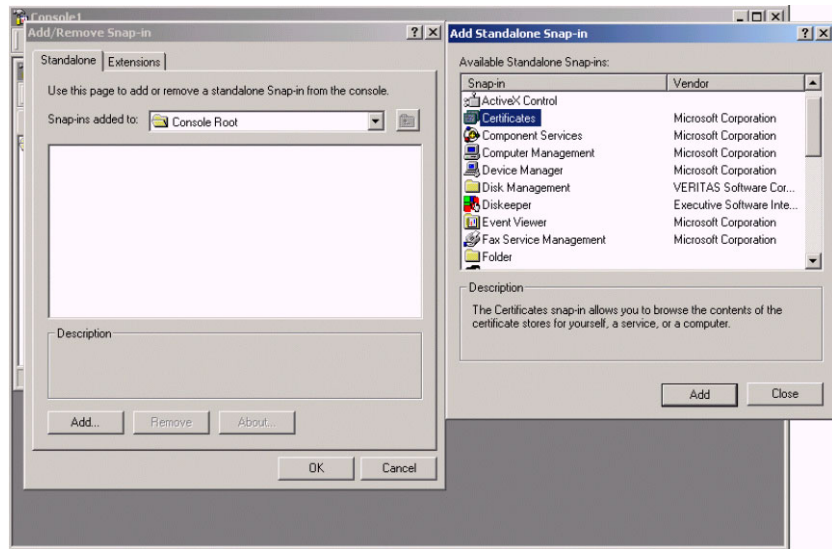 Console1
Add/Remove Snap-in
Standalone
Extensions
Use this page to add or remove a standalone Snap-in from the console.
Snap-ins added to:
Console Root
Description
Add...
Remove
About...
OK
Cancel
Add Standalone Snap-in
Available Standalone Snap-ins:
Snap-in Vendor
ActiveX Control
Certificates Microsoft Corporation
Component Services Microsoft Corporation
Computer Management Microsoft Corporation
Device Manager Microsoft Corporation
Disk Management VERITAS Software Cor...
Diskeeper Executive Software Inte...
Event Viewer Microsoft Corporation
Fax Service Management Microsoft Corporation
Folder
Description
The Certificates snap-in allows you to browse the contents of the
certificate stores for yourself, a service, or a computer.
Add
Close